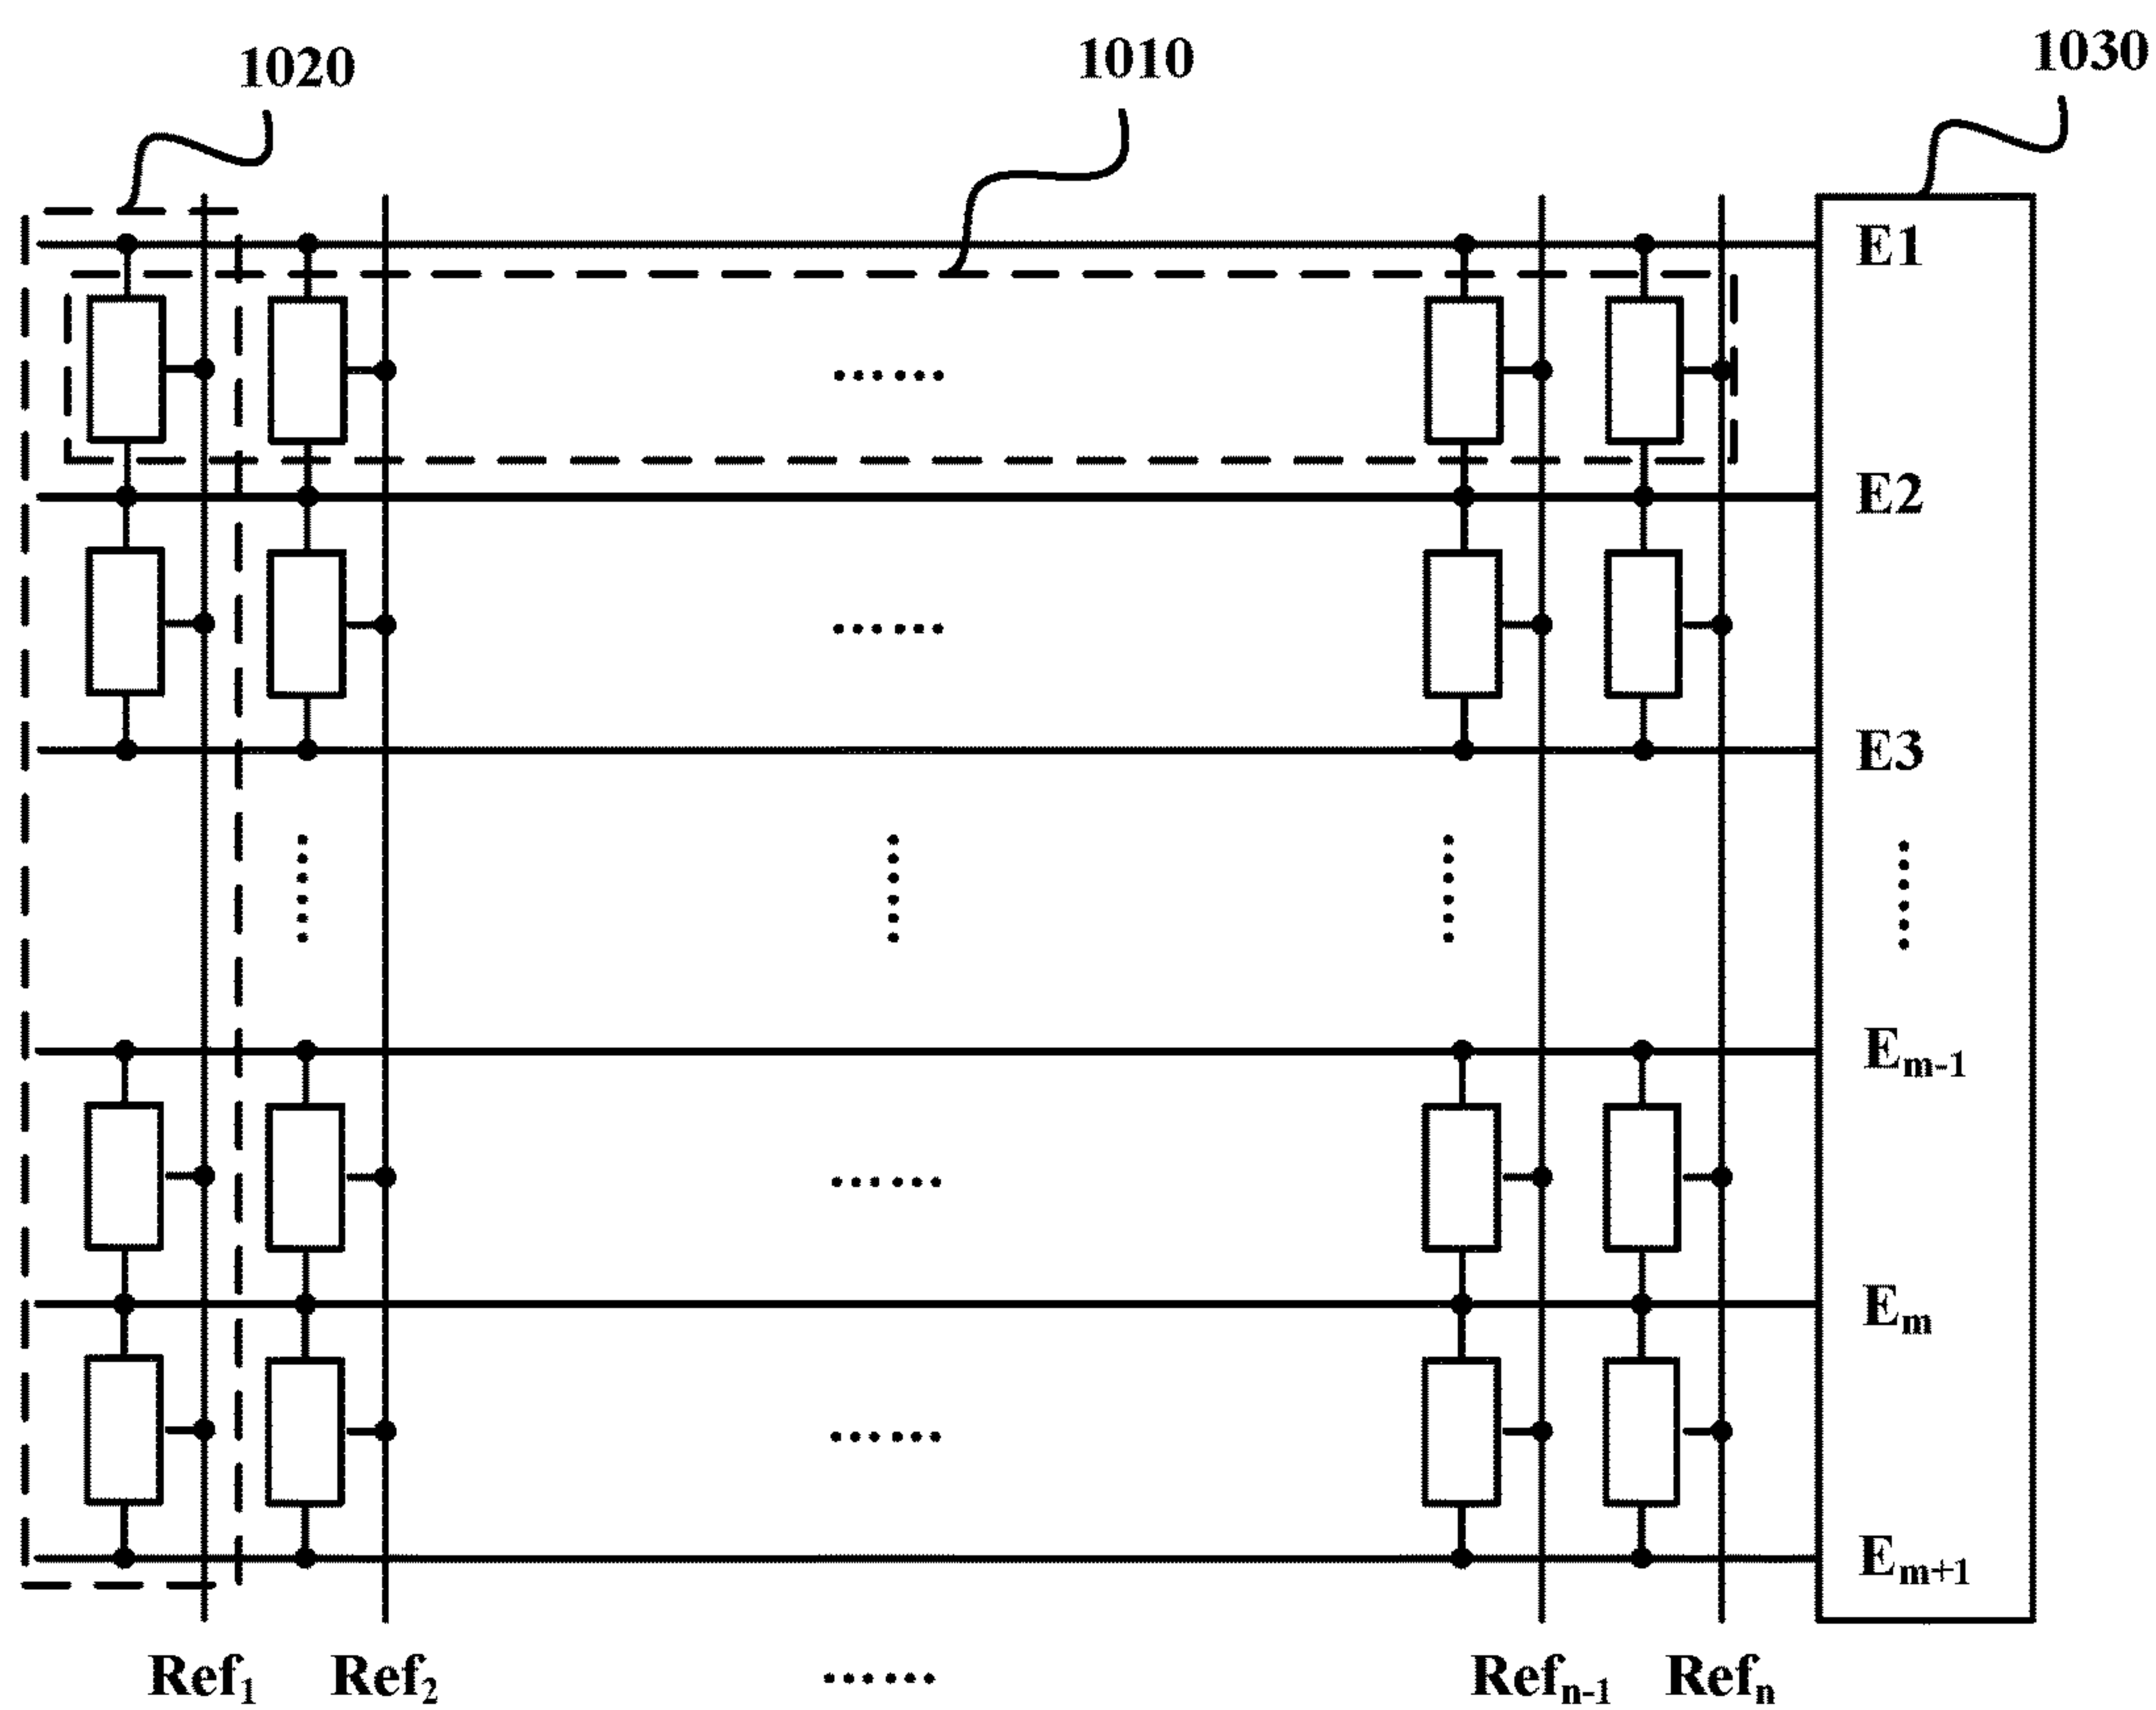 1020 1010 1030
E1
E2
E3
Em-1
Em
Em+1
Ref1 Ref2 ...... Refn-1 Refn